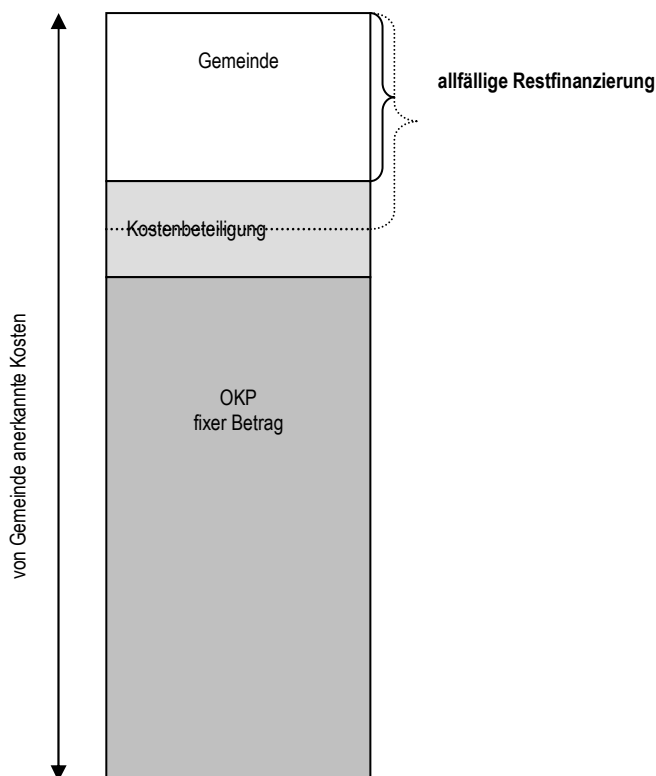 Gemeinde
allfällige Restfinanzierung
Kostenbeteiligung
von Gemeinde anerkannte Kosten
OKP
fixer Betrag